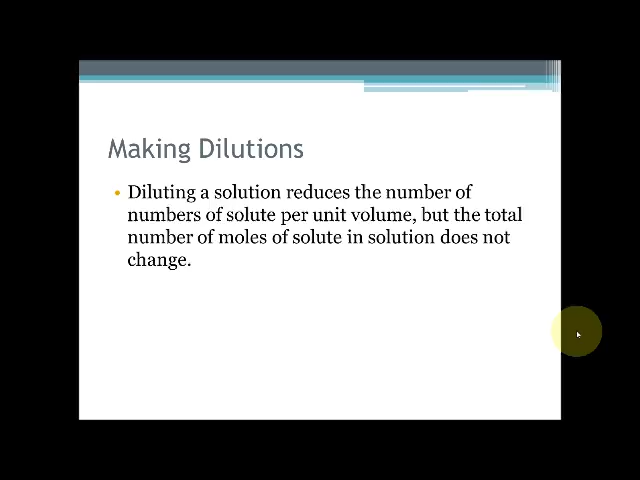 Making Dilutions
• Diluting a solution reduces the number of
numbers of solute per unit volume, but the total
number of moles of solute in solution does not
change.